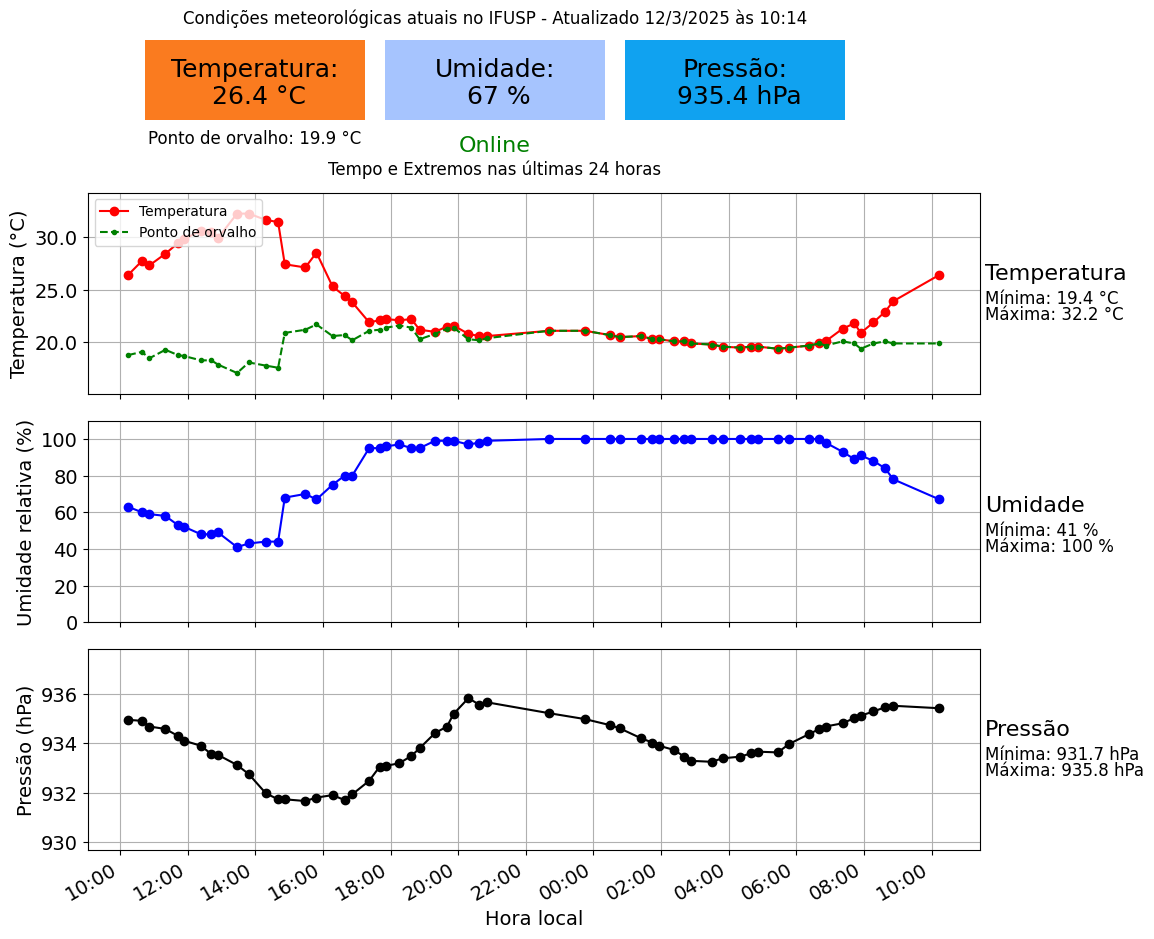 Condições meteorológicas atuais no IFUSP - Atualizado 12/3/2025 às 10:14
Temperatura:
26.4 °C
Umidade:
67 %
Pressão:
935.4 hPa
Ponto de orvalho: 19.9 °C
Online
Tempo e Extremos nas últimas 24 horas
Temperatura (°C)
30.0
25.0
20.0
Temperatura
Ponto de orvalho
Temperatura
Mínima: 19.4 °C
Máxima: 32.2 °C
Umidade relativa (%)
100
80
60
40
20
0
Umidade
Mínima: 41 %
Máxima: 100 %
Pressão (hPa)
936
934
932
930
Pressão
Mínima: 931.7 hPa
Máxima: 935.8 hPa
10:00 12:00 14:00 16:00 18:00 20:00 22:00 00:00 02:00 04:00 06:00 08:00 10:00
Hora local